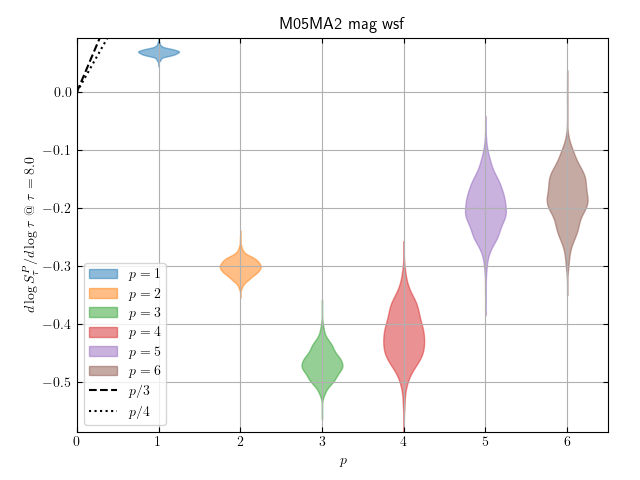 M05MA2 mag wsf
d log S_τ^P / d log τ @ τ = 8.0
0.0
−0.1
−0.2
−0.3
−0.4
−0.5
p = 1
p = 2
p = 3
p = 4
p = 5
p = 6
p/3
p/4
0 1 2 3 4 5 6
p